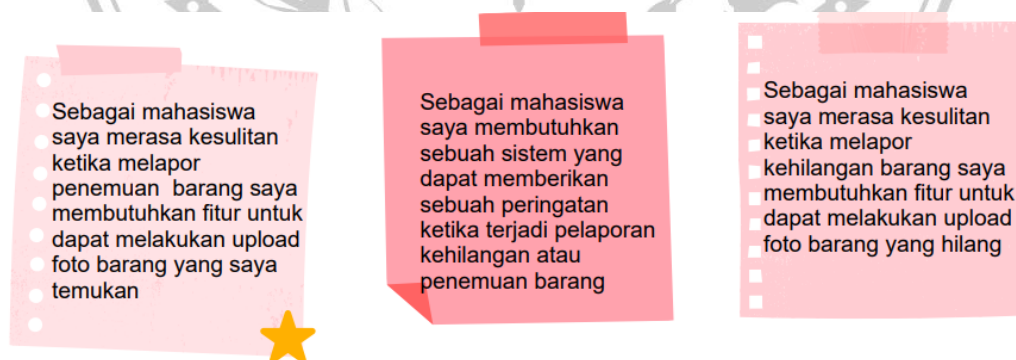 Sebagai mahasiswa
saya merasa kesulitan
ketika melapor
penemuan barang saya
membutuhkan fitur untuk
dapat melakukan upload
foto barang yang saya
temukan
Sebagai mahasiswa
saya membutuhkan
sebuah sistem yang
dapat memberikan
sebuah peringatan
ketika terjadi pelaporan
kehilangan atau
penemuan barang
Sebagai mahasiswa
saya merasa kesulitan
ketika melapor
kehilangan barang saya
membutuhkan fitur untuk
dapat melakukan upload
foto barang yang hilang